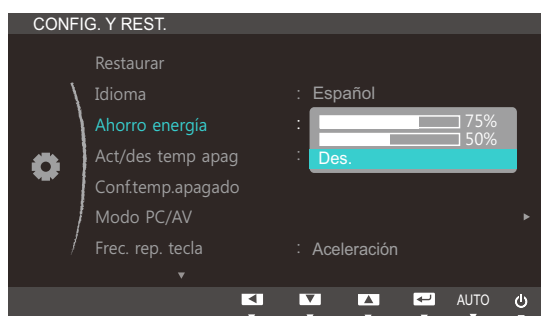 CONFIG. Y REST.
Restaurar
Idioma : Español
Ahorro energía : 75%
50%
Act/des temp apag : Des.
Conf.temp.apagado
Modo PC/AV
Frec. rep. tecla : Aceleración
AUTO